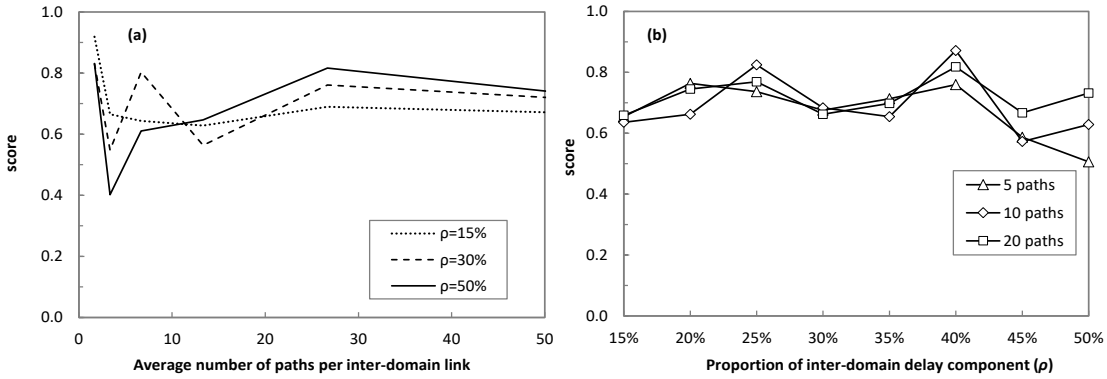 (a)
score
1.0
0.8
0.6
0.4
0.2
0.0
0
10
20
30
40
50
Average number of paths per inter-domain link
ρ=15%
ρ=30%
ρ=50%
(b)
score
1.0
0.8
0.6
0.4
0.2
0.0
15%
20%
25%
30%
35%
40%
45%
50%
Proportion of inter-domain delay component (ρ)
5 paths
10 paths
20 paths